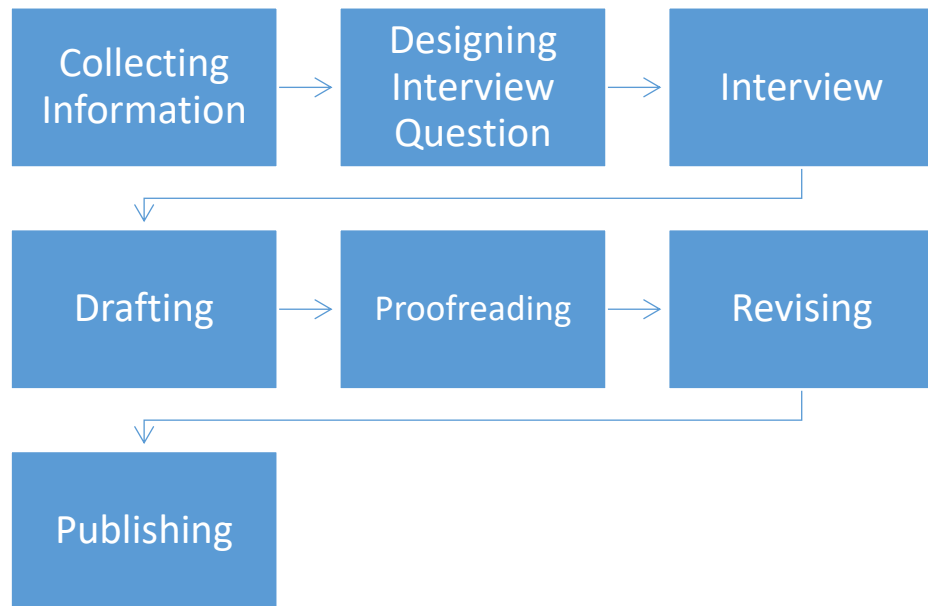 Collecting
Information
Designing
Interview
Question
Interview
Drafting
Proofreading
Revising
Publishing